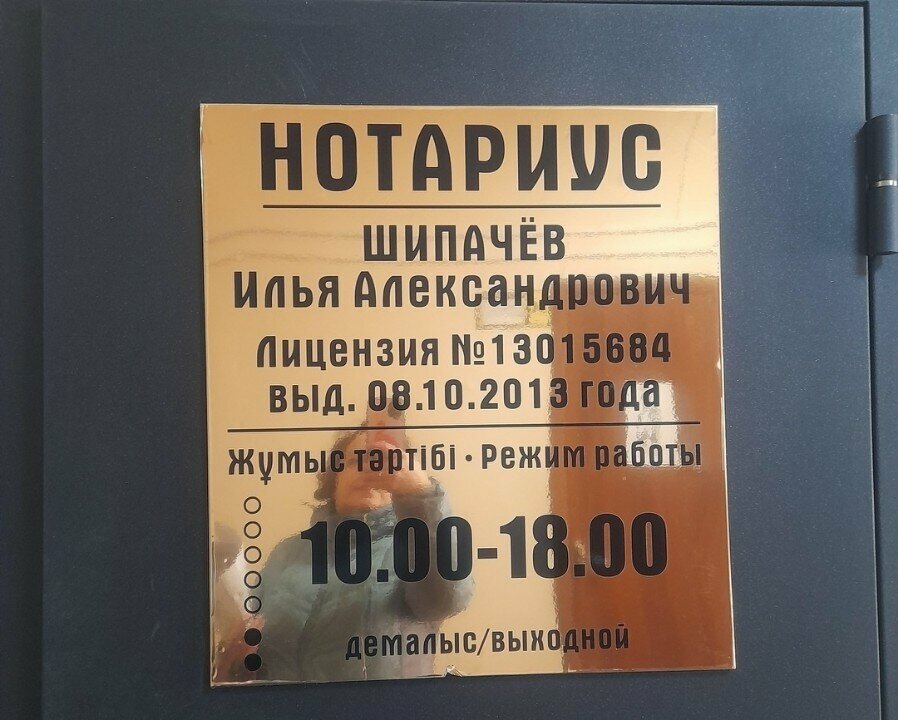 НОТАРИУС
ШИПАЧЁВ
Илья Александрович
Лицензия №13015684
выд. 08.10.2013 года
Жұмыс тәртібі • Режим работы
10.00-18.00
демалыс/выходной